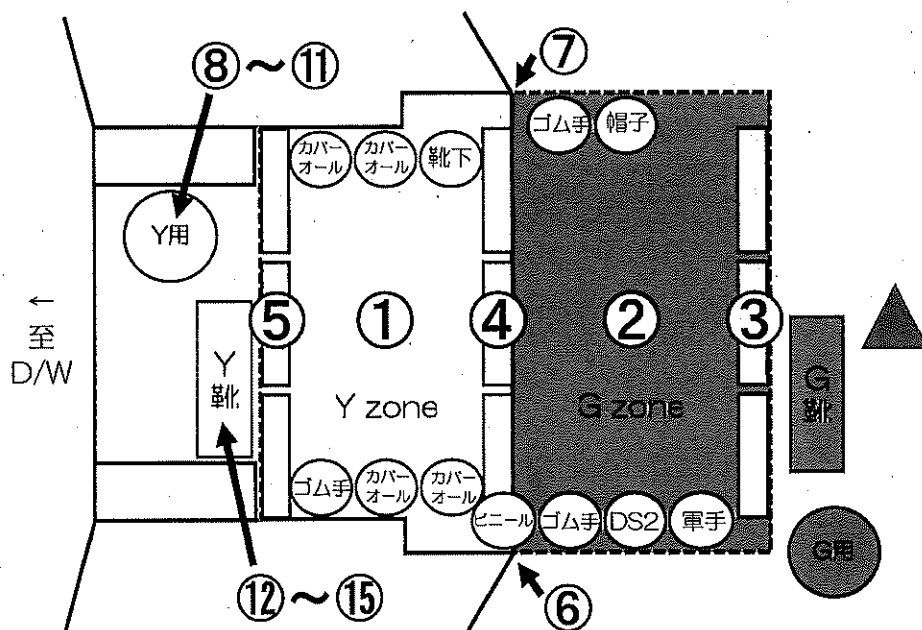 ⑧～⑪
⑦
ゴム手
帽子
カバー
オール
カバー
オール
靴下
Y用
←
至
D/W
⑤
①
④
②
③
Y
靴
Y zone
G zone
G
靴
ゴム手
カバー
オール
カバー
オール
ビニール
ゴム手
DS2
軍手
G用
⑫～⑮
⑥